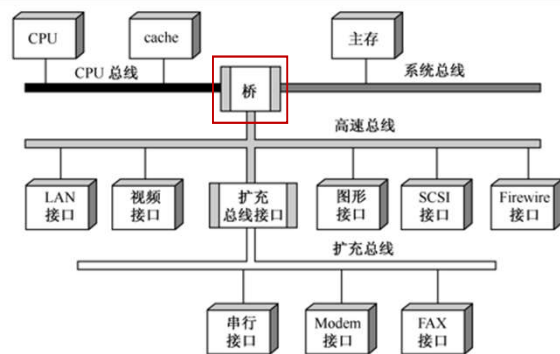 CPU
cache
主存
CPU 总线
桥
系统总线
高速总线
LAN
接口
视频
接口
扩充
总线接口
图形
接口
SCSI
接口
Firewire
接口
扩充总线
串行
接口
Modem
接口
FAX
接口